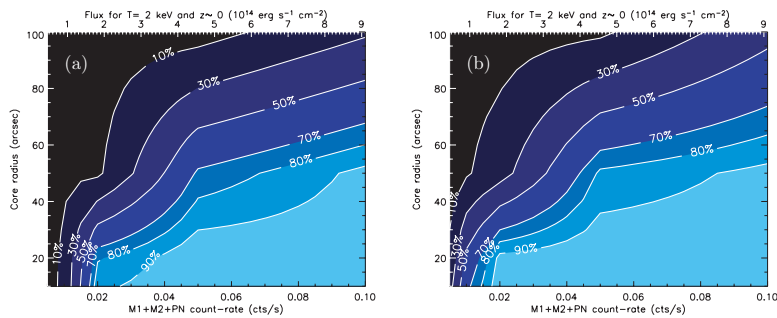 Flux for T= 2 keV and z~ 0 (10¹⁴ erg s⁻¹ cm⁻²)
1 2 3 4 5 6 7 8 9
(a)
100
80
60
40
20
Core radius (arcsec)
10%
30%
50%
70%
80%
10%
30%
50%
70%
80%
90%
0.02 0.04 0.06 0.08 0.10
M1+M2+PN count-rate (cts/s)
Flux for T= 2 keV and z~ 0 (10¹⁴ erg s⁻¹ cm⁻²)
1 2 3 4 5 6 7 8 9
(b)
100
80
60
40
20
Core radius (arcsec)
30%
50%
70%
80%
10%
30%
50%
70%
80%
90%
0.02 0.04 0.06 0.08 0.10
M1+M2+PN count-rate (cts/s)